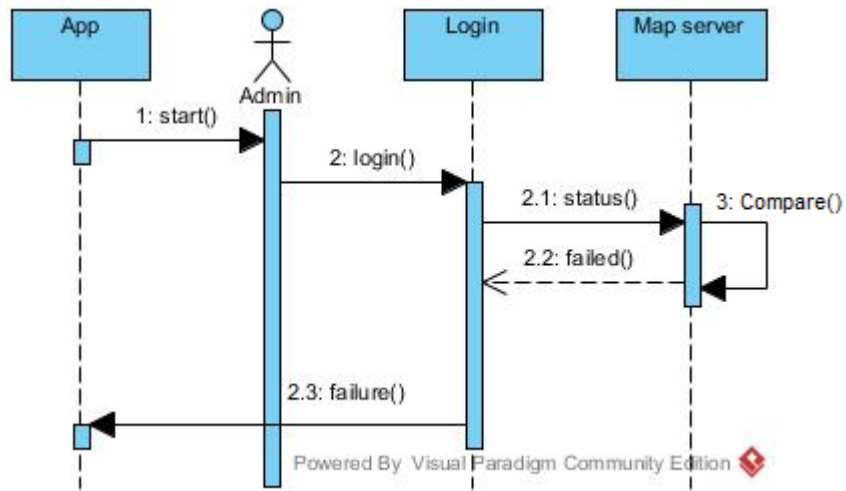 App
Login
Map server
Admin
1: start()
2: login()
2.1: status()
3: Compare()
2.2: failed()
2.3: failure()
Powered By Visual Paradigm Community Edition